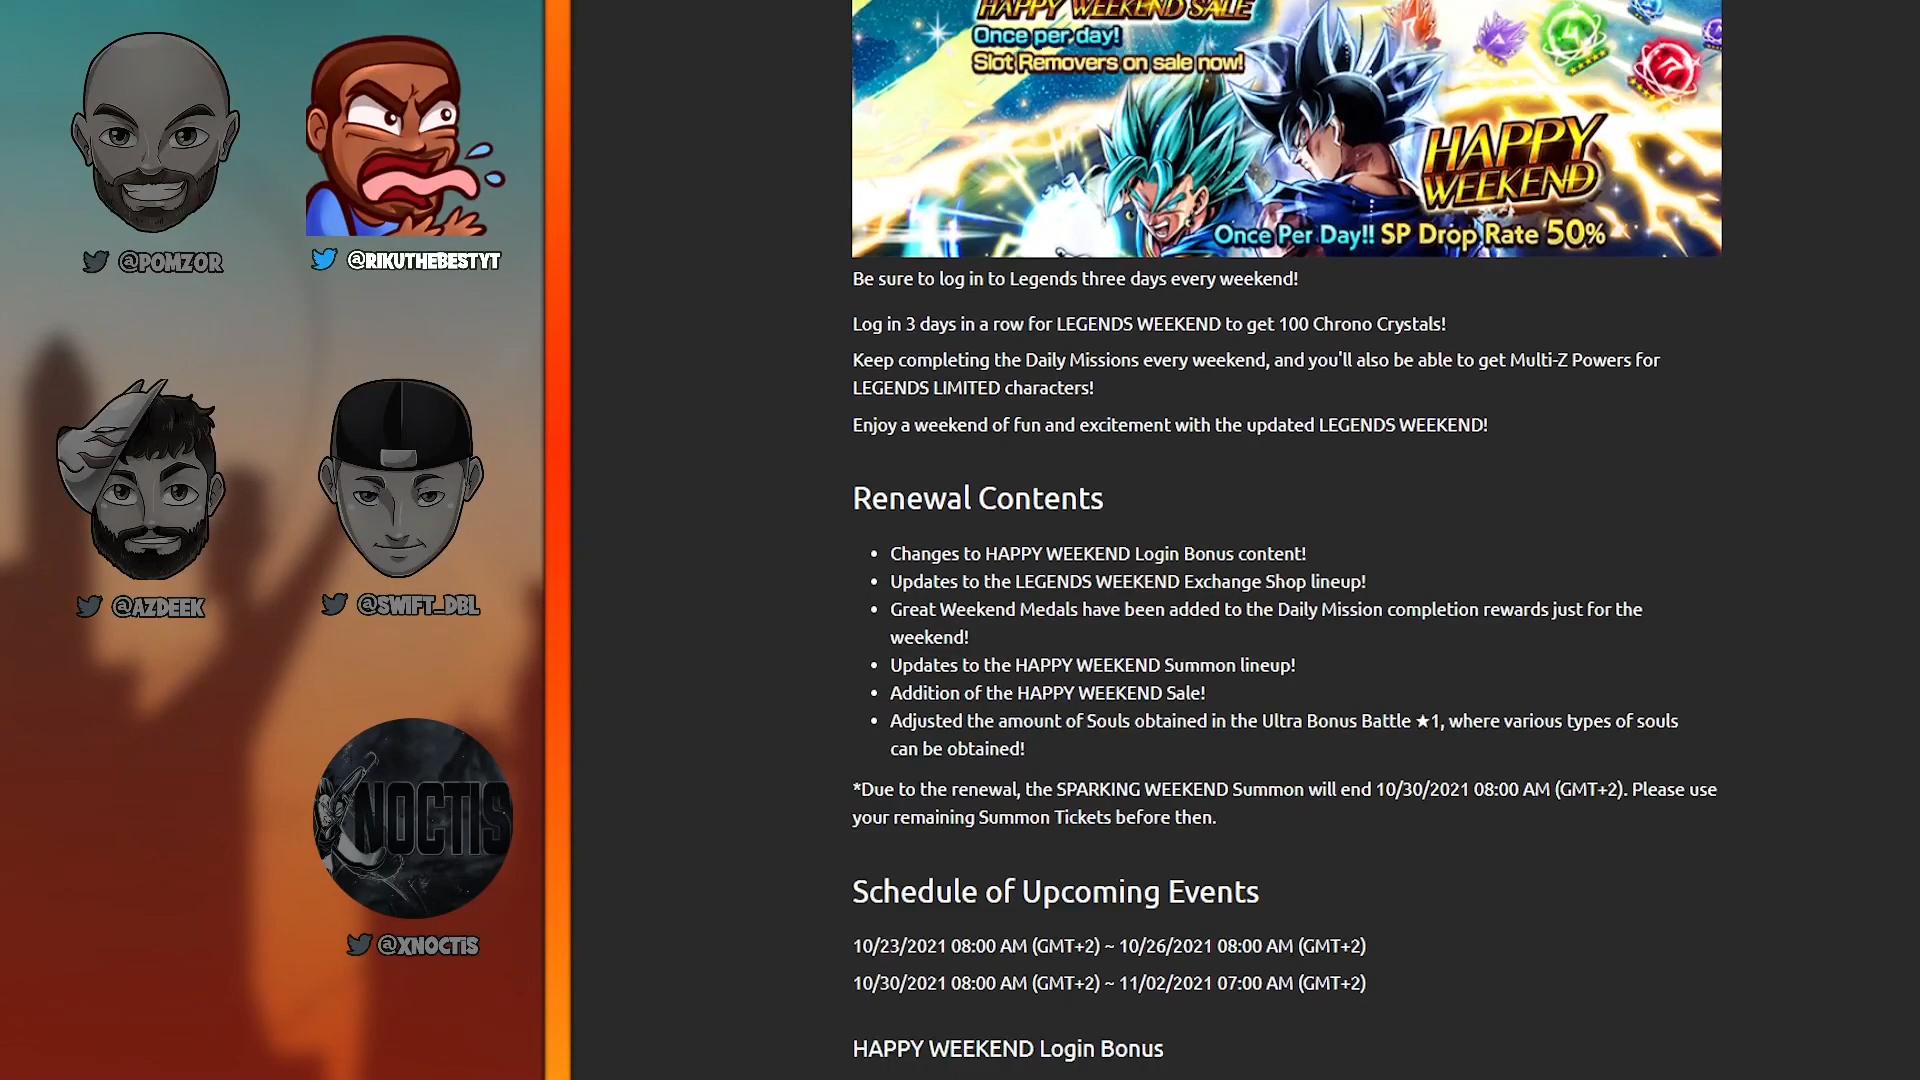 @POMZOR
@RIKUTHEBESTYT
@AZDEEK
@SWIFT_DBL
NOCTIS
@XNOCTIS
HAPPY WEEKEND SALE
Once per day!
Slot Removers on sale now!
HAPPY
WEEKEND
Once Per Day!! SP Drop Rate 50%
Be sure to log in to Legends three days every weekend!
Log in 3 days in a row for LEGENDS WEEKEND to get 100 Chrono Crystals!
Keep completing the Daily Missions every weekend, and you'll also be able to get Multi-Z Powers for
LEGENDS LIMITED characters!
Enjoy a weekend of fun and excitement with the updated LEGENDS WEEKEND!
Renewal Contents
• Changes to HAPPY WEEKEND Login Bonus content!
• Updates to the LEGENDS WEEKEND Exchange Shop lineup!
• Great Weekend Medals have been added to the Daily Mission completion rewards just for the
weekend!
• Updates to the HAPPY WEEKEND Summon lineup!
• Addition of the HAPPY WEEKEND Sale!
• Adjusted the amount of Souls obtained in the Ultra Bonus Battle ★1, where various types of souls
can be obtained!
*Due to the renewal, the SPARKING WEEKEND Summon will end 10/30/2021 08:00 AM (GMT+2). Please use
your remaining Summon Tickets before then.
Schedule of Upcoming Events
10/23/2021 08:00 AM (GMT+2) ~ 10/26/2021 08:00 AM (GMT+2)
10/30/2021 08:00 AM (GMT+2) ~ 11/02/2021 07:00 AM (GMT+2)
HAPPY WEEKEND Login Bonus